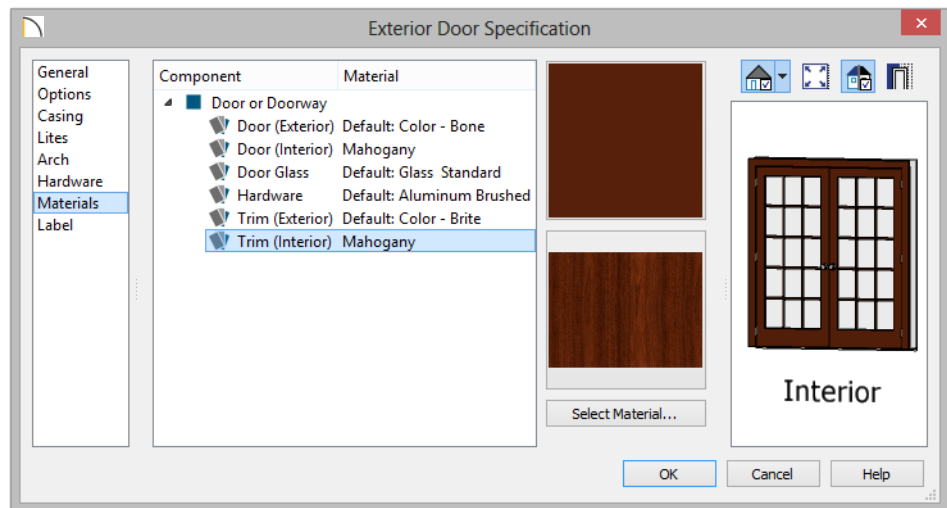 Exterior Door Specification
General
Options
Casing
Lites
Arch
Hardware
Materials
Label
Component Material
Door or Doorway
Door (Exterior) Default: Color - Bone
Door (Interior) Mahogany
Door Glass Default: Glass Standard
Hardware Default: Aluminum Brushed
Trim (Exterior) Default: Color - Brite
Trim (Interior) Mahogany
Select Material...
Interior
OK Cancel Help